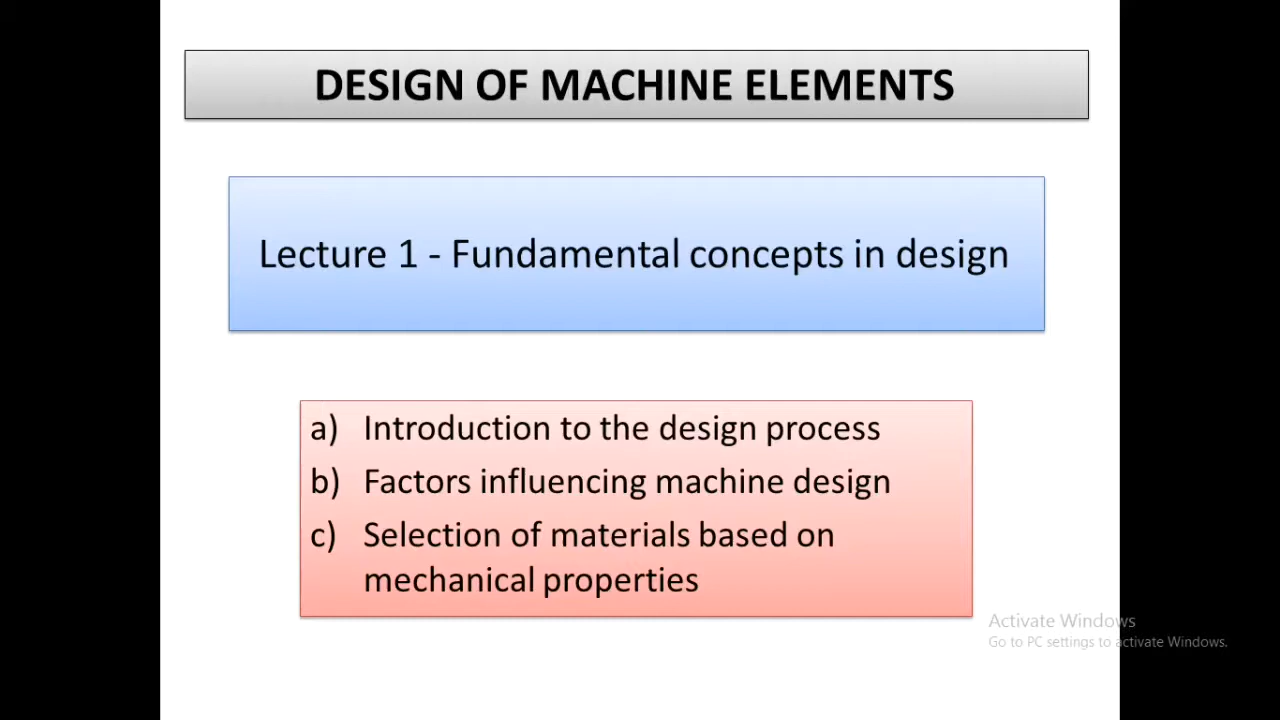 DESIGN OF MACHINE ELEMENTS
Lecture 1 - Fundamental concepts in design
a) Introduction to the design process
b) Factors influencing machine design
c) Selection of materials based on
mechanical properties
Activate Windows
Go to PC settings to activate Windows.